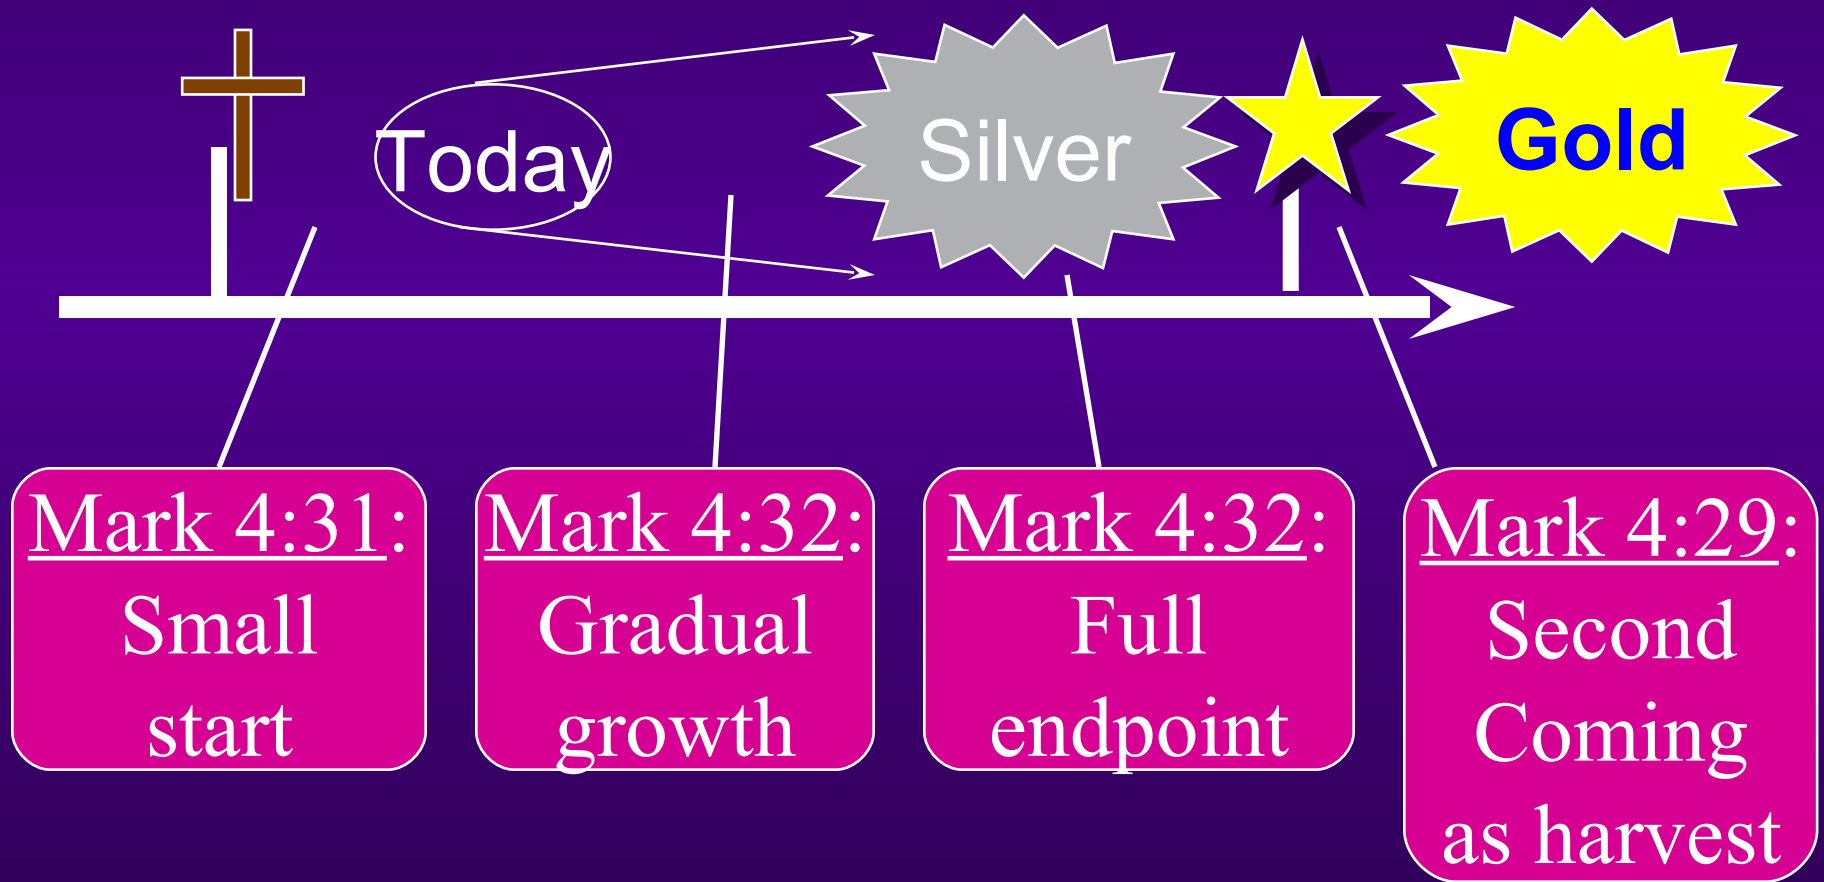 Today
Silver
Gold
Mark 4:31:
Small
start
Mark 4:32:
Gradual
growth
Mark 4:32:
Full
endpoint
Mark 4:29:
Second
Coming
as harvest